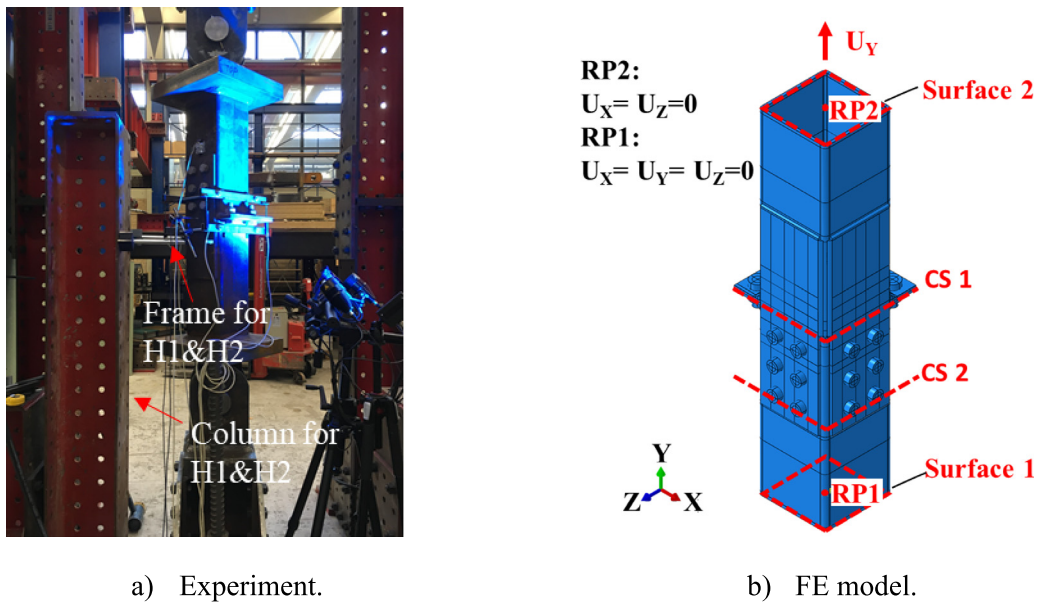 Frame for
H1&H2
Column for
H1&H2
a) Experiment.
RP2:
U_X= U_Z=0
RP1:
U_X= U_Y= U_Z=0
U_Y
Surface 2
RP2
CS 1
CS 2
Surface 1
RP1
Y
Z
X
b) FE model.